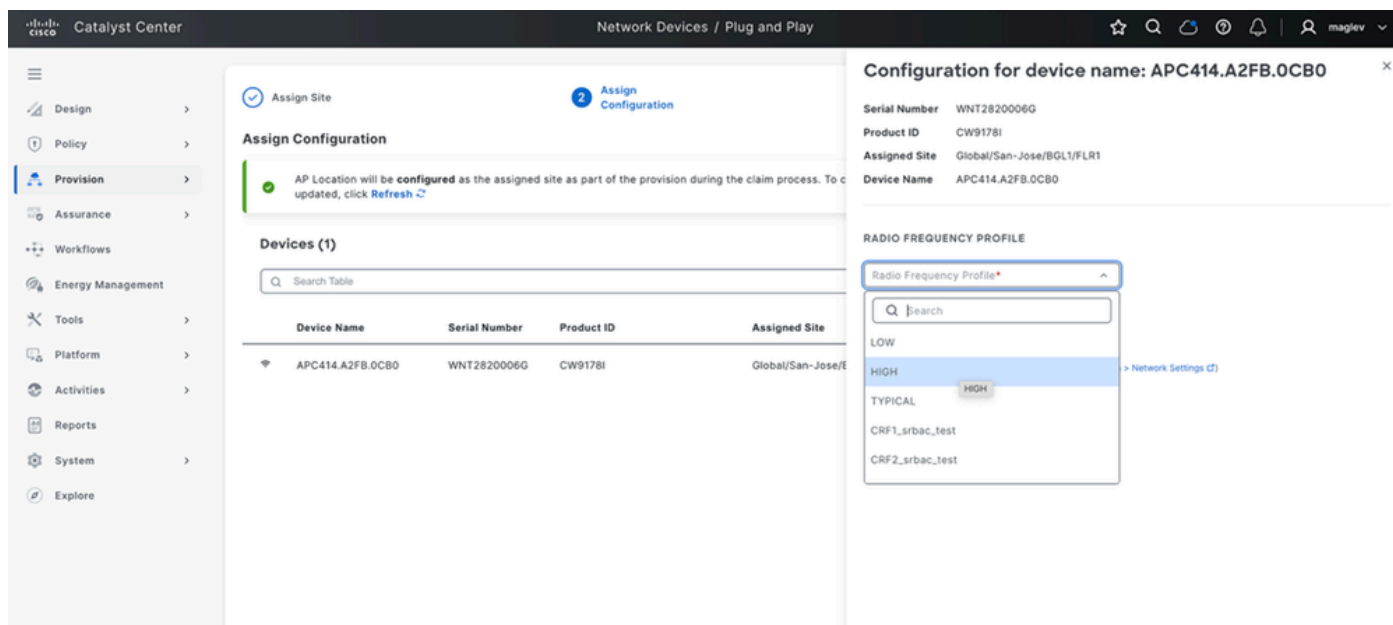 cisco Catalyst Center
Network Devices / Plug and Play
maglev
Design
Policy
Provision
Assurance
Workflows
Energy Management
Tools
Platform
Activities
Reports
System
Explore
Assign Site
2 Assign
Configuration
Assign Configuration
AP Location will be configured as the assigned site as part of the provision during the claim process. To c
updated, click Refresh
Devices (1)
Search Table
Device Name Serial Number Product ID Assigned Site
APC414.A2FB.0CB0 WNT2820006G CW9178I Global/San-Jose/B
Configuration for device name: APC414.A2FB.0CB0
Serial Number WNT2820006G
Product ID CW9178I
Assigned Site Global/San-Jose/BGL1/FLR1
Device Name APC414.A2FB.0CB0
RADIO FREQUENCY PROFILE
Radio Frequency Profile*
Search
LOW
HIGH
> Network Settings
HIGH
TYPICAL
CRF1_srbac_test
CRF2_srbac_test